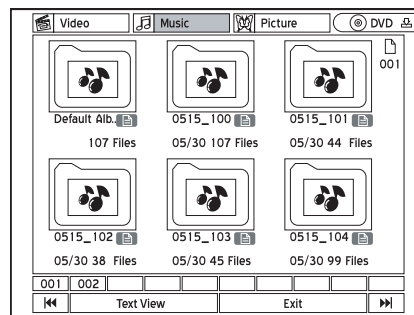 Video Music Picture DVD
001
Default Alb.. 0515_100 0515_101
107 Files 05/30 107 Files 05/30 44 Files
0515_102 0515_103 0515_104
05/30 38 Files 05/30 45 Files 05/30 99 Files
001 002
Text View Exit